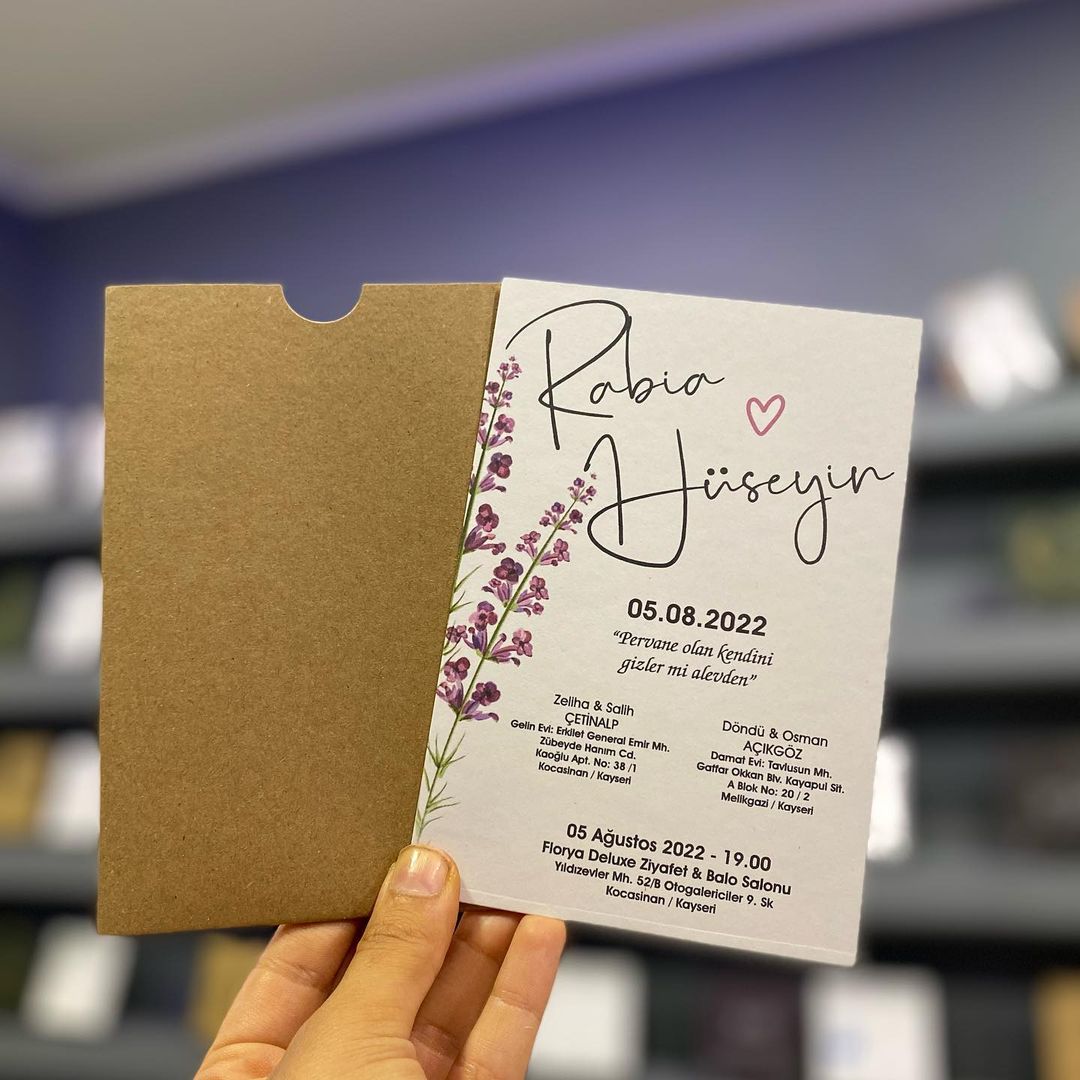 Rabia
Hüseyin
05.08.2022
“Pervane olan kendini
gizler mi alevden”
Zeliha & Salih
ÇETİNALP
Gelin Evi: Erkilet General Emir Mh.
Zübeyde Hanım Cd.
Kaoğlu Apt. No: 38 /1
Kocasinan / Kayseri
Döndü & Osman
AÇIKGÖZ
Damat Evi: Tavlusun Mh.
Gaffar Okkan Blv. Kayapul Sit.
A Blok No: 20 / 2
Melikgazi / Kayseri
05 Ağustos 2022 - 19.00
Florya Deluxe Ziyafet & Balo Salonu
Yıldızevler Mh. 52/B Otogalericiler 9. Sk
Kocasinan / Kayseri